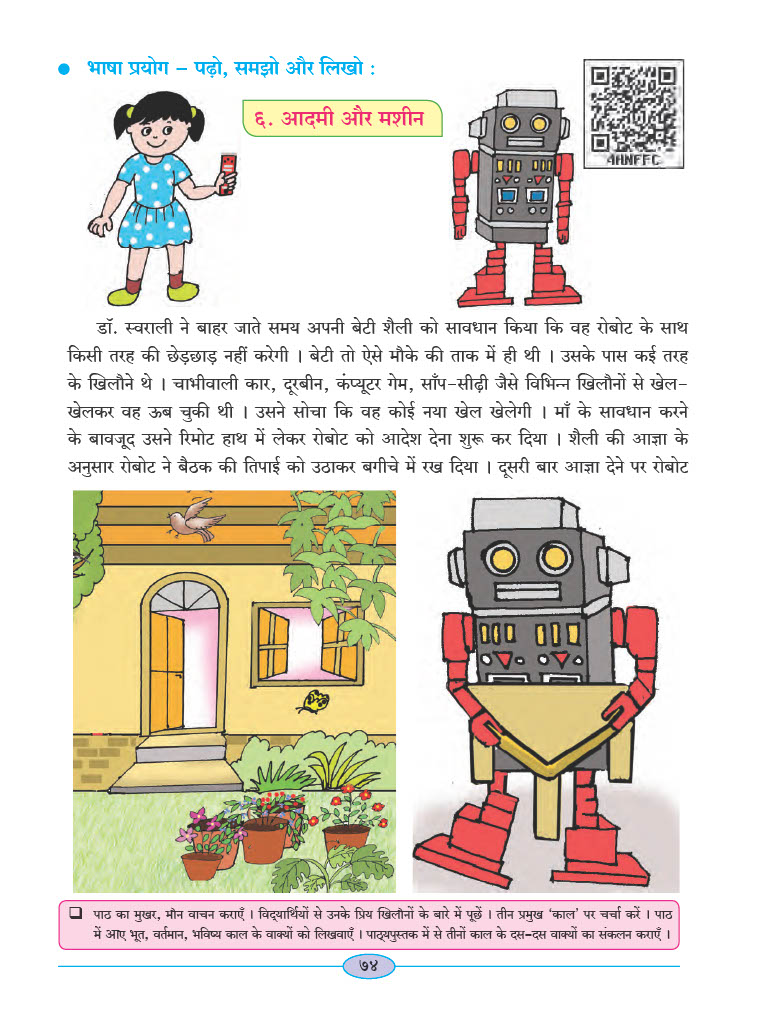 ● भाषा प्रयोग – पढ़ो, समझो और लिखो :
६. आदमी और मशीन
4HNFFC
डॉ. स्वराली ने बाहर जाते समय अपनी बेटी शैली को सावधान किया कि वह रोबोट के साथ
किसी तरह की छेड़छाड़ नहीं करेगी । बेटी तो ऐसे मौके की ताक में ही थी । उसके पास कई तरह
के खिलौने थे । चाभीवाली कार, दूरबीन, कंप्यूटर गेम, साँप-सीढ़ी जैसे विभिन्न खिलौनों से खेल-
खेलकर वह ऊब चुकी थी । उसने सोचा कि वह कोई नया खेल खेलेगी । माँ के सावधान करने
के बावजूद उसने रिमोट हाथ में लेकर रोबोट को आदेश देना शुरू कर दिया । शैली की आज्ञा के
अनुसार रोबोट ने बैठक की तिपाई को उठाकर बगीचे में रख दिया । दूसरी बार आज्ञा देने पर रोबोट
❑ पाठ का मुखर, मौन वाचन कराएँ । विद्यार्थियों से उनके प्रिय खिलौनों के बारे में पूछें । तीन प्रमुख ‘काल’ पर चर्चा करें । पाठ
में आए भूत, वर्तमान, भविष्य काल के वाक्यों को लिखवाएँ । पाठ्यपुस्तक में से तीनों काल के दस-दस वाक्यों का संकलन कराएँ ।
७४